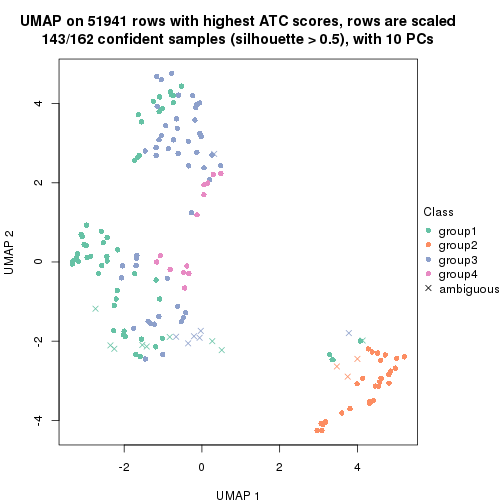 UMAP on 51941 rows with highest ATC scores, rows are scaled
143/162 confident samples (silhouette > 0.5), with 10 PCs
4
2
0
-2
-4
UMAP 2
-2
0
2
4
UMAP 1
Class
group1
group2
group3
group4
ambiguous